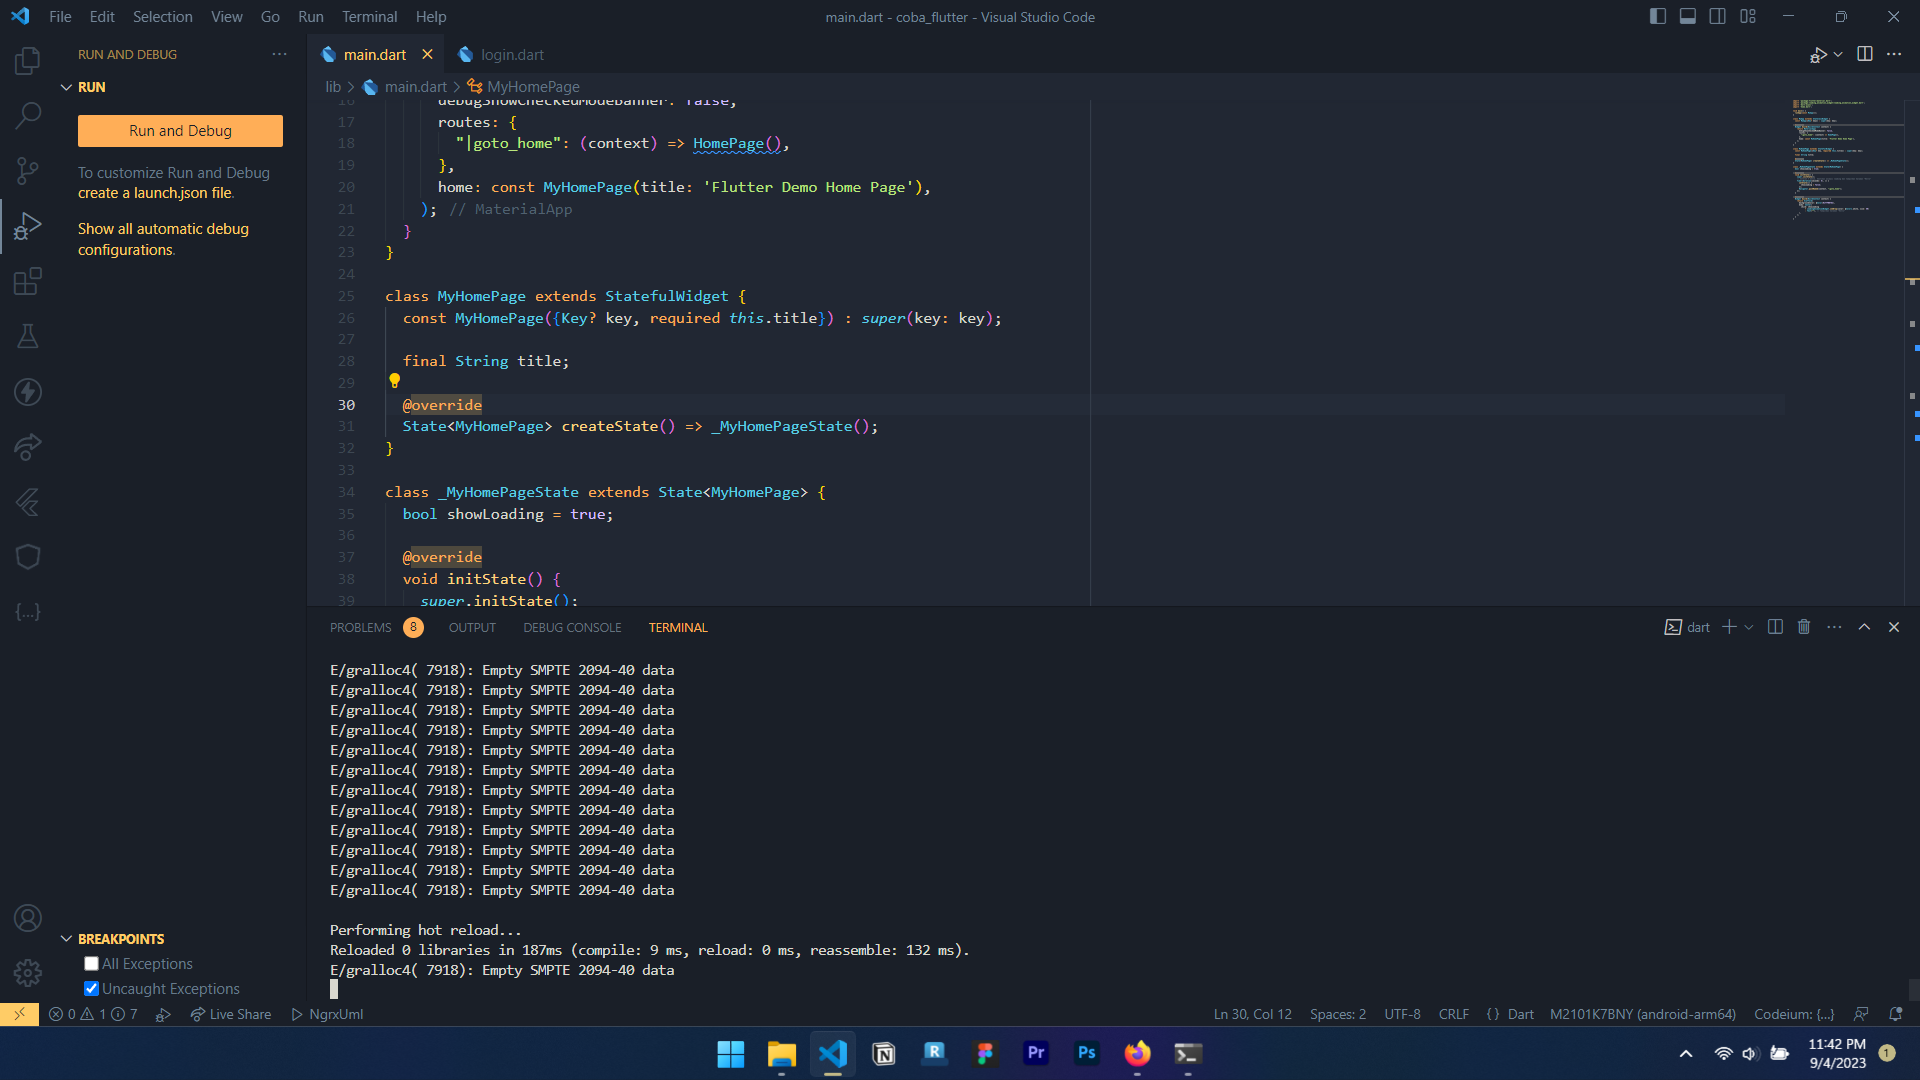 File Edit Selection View Go Run Terminal Help
main.dart - coba_flutter - Visual Studio Code
RUN AND DEBUG
RUN
Run and Debug
To customize Run and Debug
create a launch.json file.
Show all automatic debug
configurations.
main.dart
login.dart
lib > main.dart > MyHomePage
16 debugShowCheckedModeBanner: false,
17 routes: {
18 "|goto_home": (context) => HomePage(),
19 },
20 home: const MyHomePage(title: 'Flutter Demo Home Page'),
21 ); // MaterialApp
22 }
23 }
24
25 class MyHomePage extends StatefulWidget {
26 const MyHomePage({Key? key, required this.title}) : super(key: key);
27
28 final String title;
29
30 @override
31 State<MyHomePage> createState() => _MyHomePageState();
32 }
33
34 class _MyHomePageState extends State<MyHomePage> {
35 bool showLoading = true;
36
37 @override
38 void initState() {
39 super.initState();
PROBLEMS 8 OUTPUT DEBUG CONSOLE TERMINAL
dart
E/gralloc4( 7918): Empty SMPTE 2094-40 data
E/gralloc4( 7918): Empty SMPTE 2094-40 data
E/gralloc4( 7918): Empty SMPTE 2094-40 data
E/gralloc4( 7918): Empty SMPTE 2094-40 data
E/gralloc4( 7918): Empty SMPTE 2094-40 data
E/gralloc4( 7918): Empty SMPTE 2094-40 data
E/gralloc4( 7918): Empty SMPTE 2094-40 data
E/gralloc4( 7918): Empty SMPTE 2094-40 data
E/gralloc4( 7918): Empty SMPTE 2094-40 data
E/gralloc4( 7918): Empty SMPTE 2094-40 data
E/gralloc4( 7918): Empty SMPTE 2094-40 data
E/gralloc4( 7918): Empty SMPTE 2094-40 data
Performing hot reload...
Reloaded 0 libraries in 187ms (compile: 9 ms, reload: 0 ms, reassemble: 132 ms).
E/gralloc4( 7918): Empty SMPTE 2094-40 data
BREAKPOINTS
All Exceptions
Uncaught Exceptions
0 1 7 Live Share NgrxUml
Ln 30, Col 12 Spaces: 2 UTF-8 CRLF {} Dart M2101K7BNY (android-arm64) Codeium: {...}
N R Pr Ps
11:42 PM
9/4/2023
1